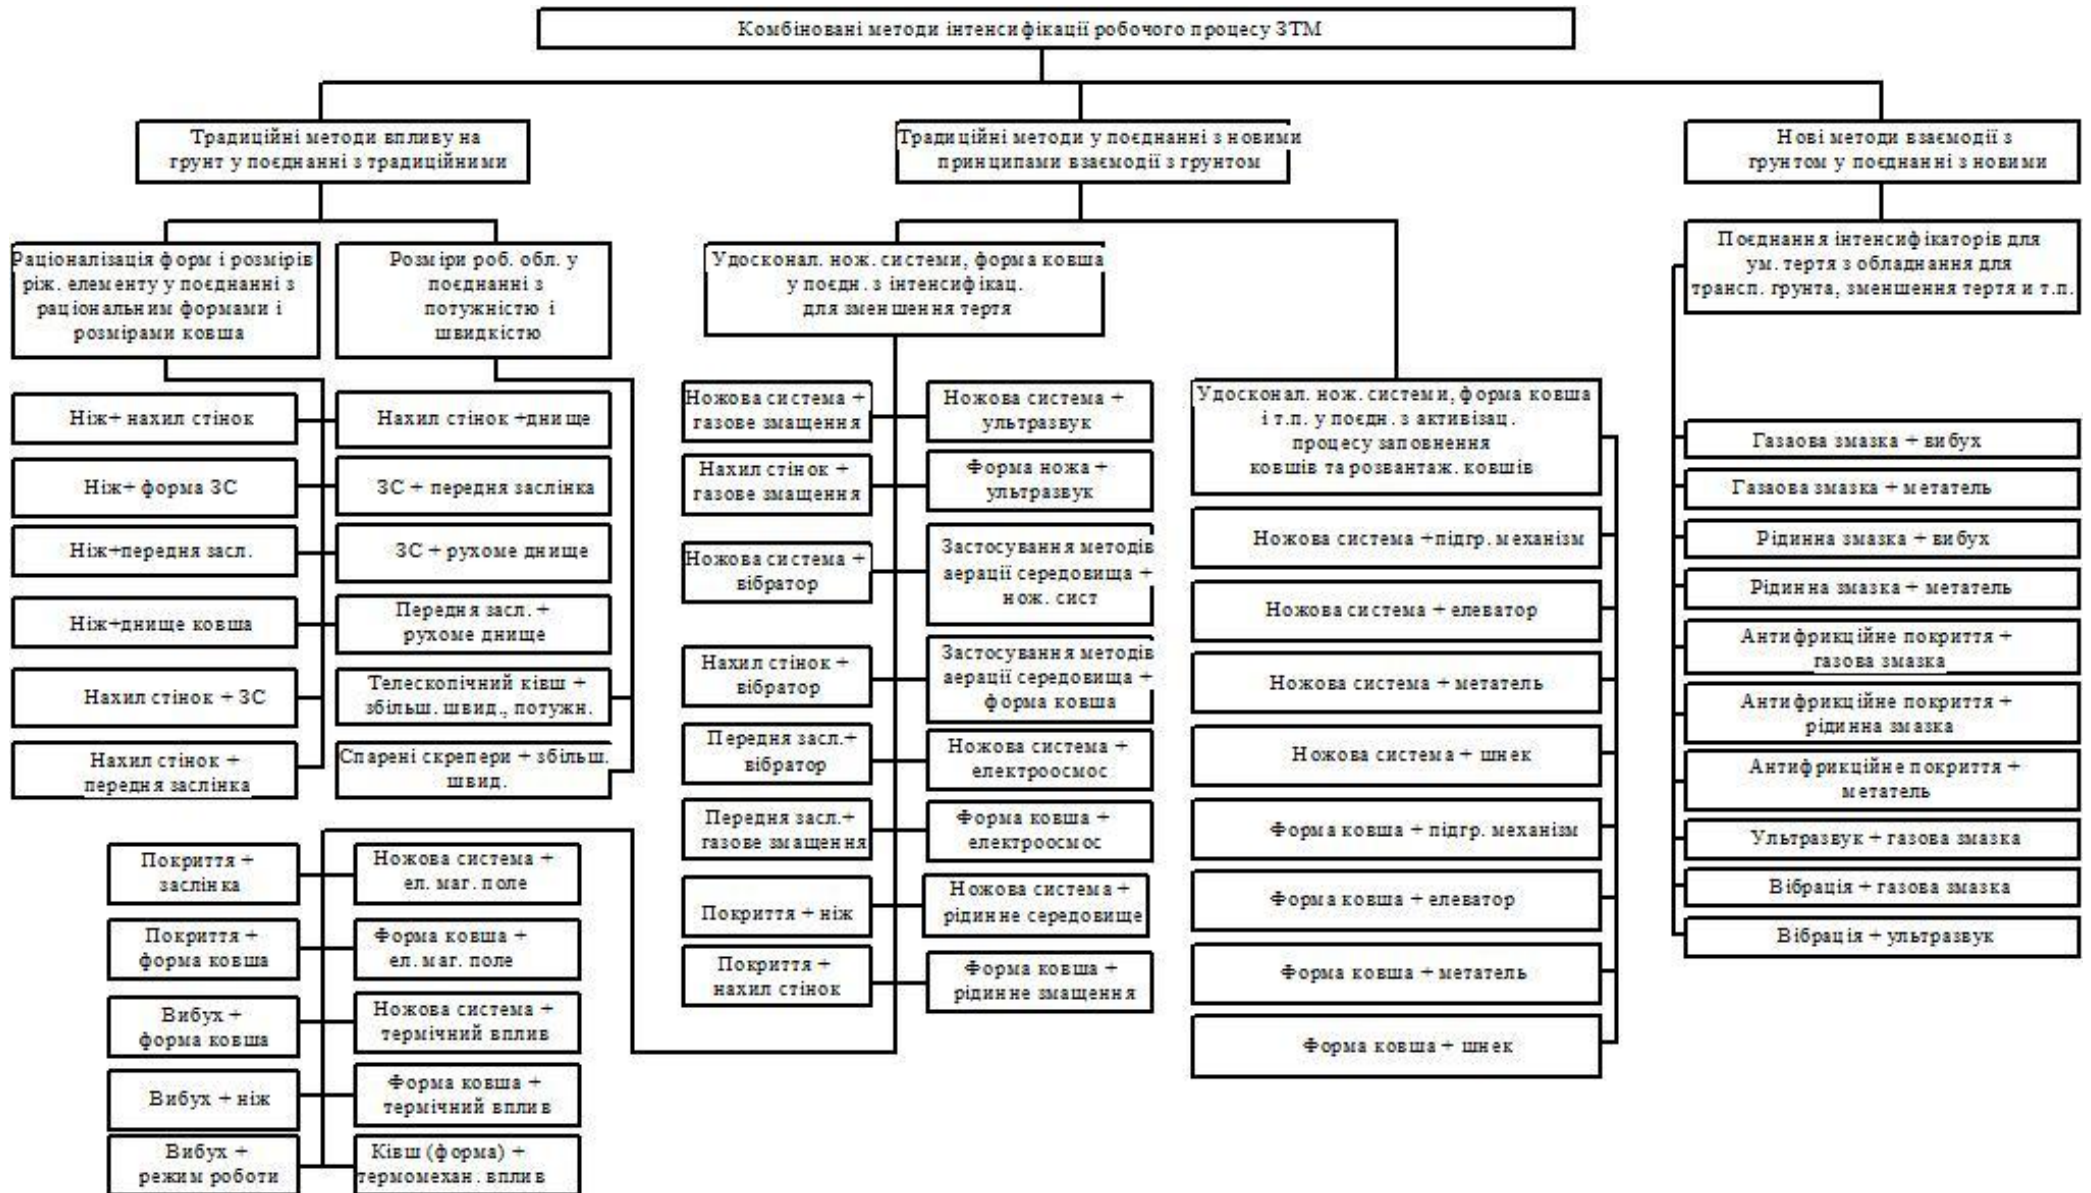 Комбіновані методи інтенсифікації робочого процесу ЗТМ
Традиційні методи впливу на
грунт у поєднанні з традиційними
Традиційні методи у поєднанні з новими
принципами взаємодії з грунтом
Нові методи взаємодії з
грунтом у поєднанні з новими
Раціоналізація форм і розмірів
ріж. елементу у поєднанні з
раціональним формами і
розмірами ковша
Розміри роб. обл. у
поєднанні з
потужністю і
швидкістю
Удосконал. нож. системи, форма ковша
у поєдн. з інтенсифікац.
для зменшення тертя
Поєднання інтенсифікаторів для
ум. тертя з обладнання для
трансп. грунта, зменшення тертя и т.п.
Ніж+ нахил стінок
Ніж+ форма ЗС
Ніж+передня засл.
Ніж+днище ковша
Нахил стінок + ЗС
Нахил стінок +
передня заслінка
Нахил стінок +днище
ЗС + передня заслінка
ЗС + рухоме днище
Передня засл. +
рухоме днище
Телескопічний ківш +
збільш. швид., потужн.
Спарені скрепери + збільш.
швид.
Ножова система +
газове змащення
Нахил стінок +
газове змащення
Ножова система +
вібратор
Нахил стінок +
вібратор
Передня засл.+
вібратор
Передня засл.+
газове змащення
Покриття + ніж
Покриття +
нахил стінок
Ножова система +
ультразвук
Форма ножа +
ультразвук
Застосування методів
аерації середовища +
нож. сист
Застосування методів
аерації середовища +
форма ковша
Ножова система +
електроосмос
Форма ковша +
електроосмос
Ножова система +
рідинне середовище
Форма ковша +
рідинне змащення
Удосконал. нож. системи, форма ковша
і т.п. у поєдн. з активізац.
процесу заповнення
ковшів та розвантаж. ковшів
Ножова система +підгр. механізм
Ножова система + елеватор
Ножова система + метатель
Ножова система + шнек
Форма ковша + підгр. механізм
Форма ковша + елеватор
Форма ковша + метатель
Форма ковша + шнек
Газаова змазка + вибух
Газаова змазка + метатель
Рідинна змазка + вибух
Рідинна змазка + метатель
Антифрикційне покриття +
газова змазка
Антифрикційне покриття +
рідинна змазка
Антифрикційне покриття +
метатель
Ультразвук + газова змазка
Вібрація + газова змазка
Вібрація + ультразвук
Покриття +
заслінка
Покриття +
форма ковша
Вибух +
форма ковша
Вибух + ніж
Вибух +
режим роботи
Ножова система +
ел. маг. поле
Форма ковша +
ел. маг. поле
Ножова система +
термічний вплив
Форма ковша +
термічний вплив
Ківш (форма) +
термомехан. вплив